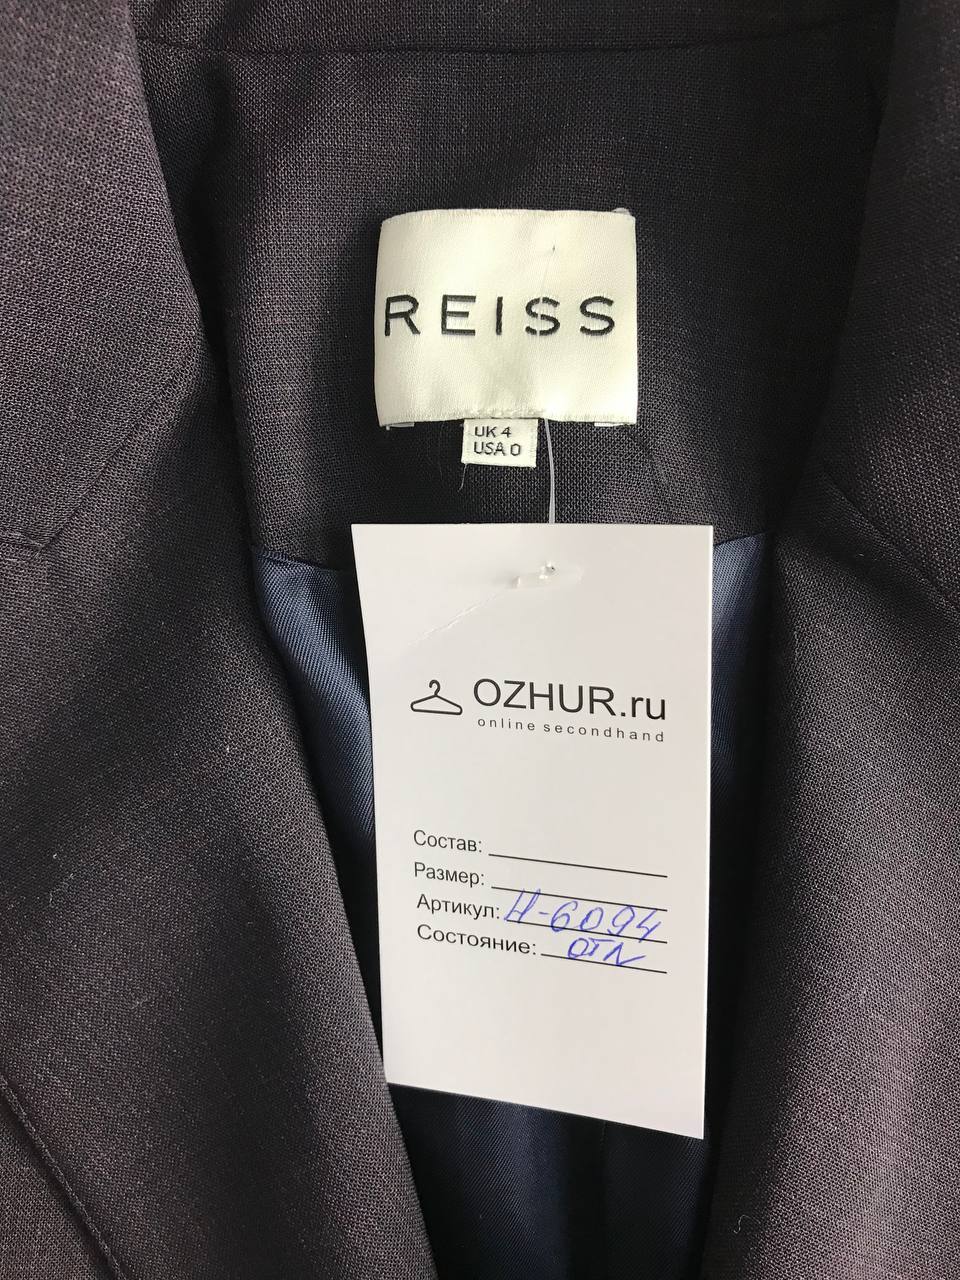 REISS
UK 4
USA 0
OZHUR.ru
online secondhand
Состав:
Размер:
Артикул: Н-6094
Состояние: ОТЛ